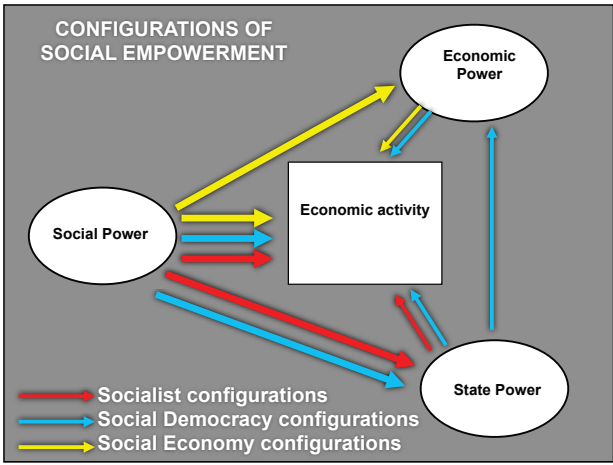 CONFIGURATIONS OF
SOCIAL EMPOWERMENT
Economic
Power
Economic activity
Social Power
State Power
Socialist configurations
Social Democracy configurations
Social Economy configurations